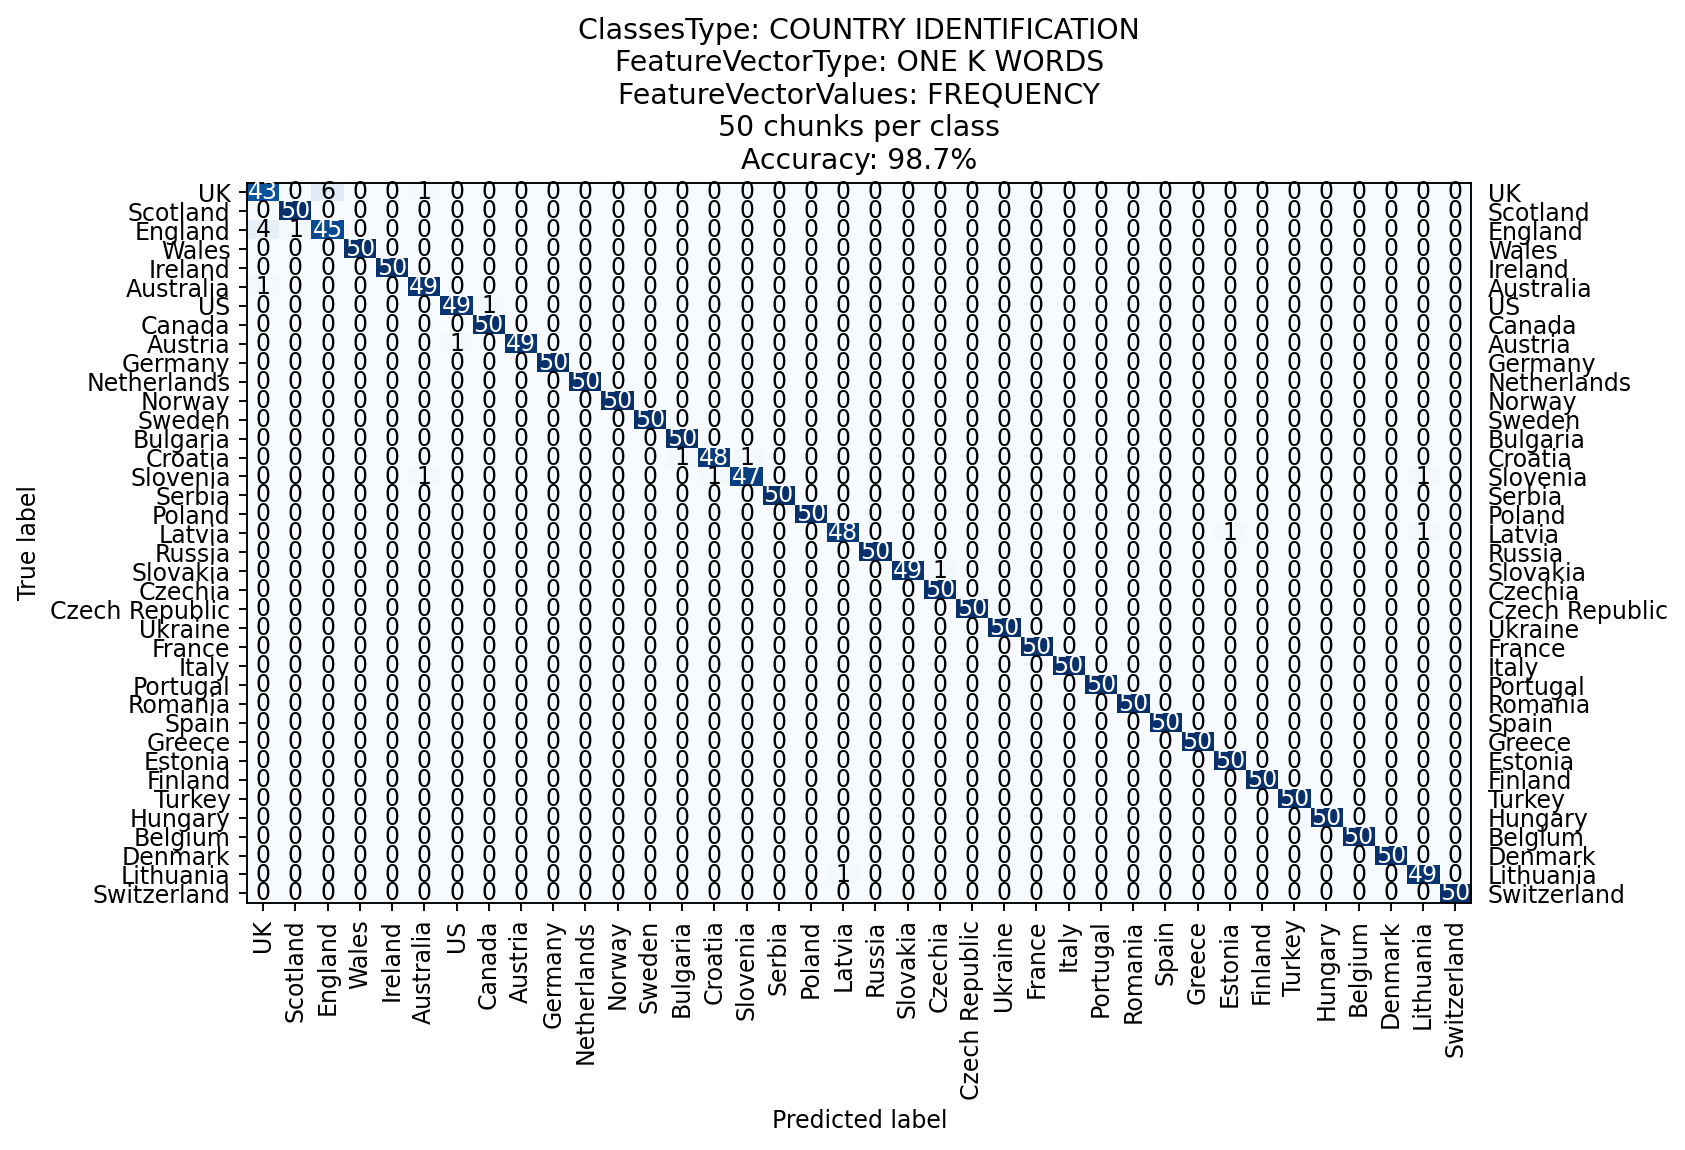 ClassesType: COUNTRY IDENTIFICATION
FeatureVectorType: ONE K WORDS
FeatureVectorValues: FREQUENCY
50 chunks per class
Accuracy: 98.7%
UK 43 0 6 0 0 1 0 0 0 0 0 0 0 0 0 0 0 0 0 0 0 0 0 0 0 0 0 0 0 0 0 0 0 0 0 0 0 0 UK
Scotland 0 50 0 0 0 0 0 0 0 0 0 0 0 0 0 0 0 0 0 0 0 0 0 0 0 0 0 0 0 0 0 0 0 0 0 0 0 0 Scotland
England 4 1 45 0 0 0 0 0 0 0 0 0 0 0 0 0 0 0 0 0 0 0 0 0 0 0 0 0 0 0 0 0 0 0 0 0 0 0 England
Wales 0 0 0 50 0 0 0 0 0 0 0 0 0 0 0 0 0 0 0 0 0 0 0 0 0 0 0 0 0 0 0 0 0 0 0 0 0 0 Wales
Ireland 0 0 0 0 50 0 0 0 0 0 0 0 0 0 0 0 0 0 0 0 0 0 0 0 0 0 0 0 0 0 0 0 0 0 0 0 0 0 Ireland
Australia 1 0 0 0 0 49 0 0 0 0 0 0 0 0 0 0 0 0 0 0 0 0 0 0 0 0 0 0 0 0 0 0 0 0 0 0 0 0 Australia
US 0 0 0 0 0 0 49 1 0 0 0 0 0 0 0 0 0 0 0 0 0 0 0 0 0 0 0 0 0 0 0 0 0 0 0 0 0 0 US
Canada 0 0 0 0 0 0 0 50 0 0 0 0 0 0 0 0 0 0 0 0 0 0 0 0 0 0 0 0 0 0 0 0 0 0 0 0 0 0 Canada
Austria 0 0 0 0 0 0 1 0 49 0 0 0 0 0 0 0 0 0 0 0 0 0 0 0 0 0 0 0 0 0 0 0 0 0 0 0 0 0 Austria
Germany 0 0 0 0 0 0 0 0 0 50 0 0 0 0 0 0 0 0 0 0 0 0 0 0 0 0 0 0 0 0 0 0 0 0 0 0 0 0 Germany
Netherlands 0 0 0 0 0 0 0 0 0 0 50 0 0 0 0 0 0 0 0 0 0 0 0 0 0 0 0 0 0 0 0 0 0 0 0 0 0 0 Netherlands
Norway 0 0 0 0 0 0 0 0 0 0 0 50 0 0 0 0 0 0 0 0 0 0 0 0 0 0 0 0 0 0 0 0 0 0 0 0 0 0 Norway
Sweden 0 0 0 0 0 0 0 0 0 0 0 0 50 0 0 0 0 0 0 0 0 0 0 0 0 0 0 0 0 0 0 0 0 0 0 0 0 0 Sweden
Bulgaria 0 0 0 0 0 0 0 0 0 0 0 0 0 50 0 0 0 0 0 0 0 0 0 0 0 0 0 0 0 0 0 0 0 0 0 0 0 0 Bulgaria
Croatia 0 0 0 0 0 0 0 0 0 0 0 0 0 1 48 1 0 0 0 0 0 0 0 0 0 0 0 0 0 0 0 0 0 0 0 0 0 0 Croatia
Slovenia 0 0 0 0 0 1 0 0 0 0 0 0 0 0 1 47 0 0 0 0 0 0 0 0 0 0 0 0 0 0 0 0 0 0 0 0 1 0 Slovenia
Serbia 0 0 0 0 0 0 0 0 0 0 0 0 0 0 0 0 50 0 0 0 0 0 0 0 0 0 0 0 0 0 0 0 0 0 0 0 0 0 Serbia
Poland 0 0 0 0 0 0 0 0 0 0 0 0 0 0 0 0 0 50 0 0 0 0 0 0 0 0 0 0 0 0 0 0 0 0 0 0 0 0 Poland
Latvia 0 0 0 0 0 0 0 0 0 0 0 0 0 0 0 0 0 0 48 0 0 0 0 0 0 0 0 0 0 0 1 0 0 0 0 0 1 0 Latvia
Russia 0 0 0 0 0 0 0 0 0 0 0 0 0 0 0 0 0 0 0 50 0 0 0 0 0 0 0 0 0 0 0 0 0 0 0 0 0 0 Russia
Slovakia 0 0 0 0 0 0 0 0 0 0 0 0 0 0 0 0 0 0 0 0 49 1 0 0 0 0 0 0 0 0 0 0 0 0 0 0 0 0 Slovakia
Czechia 0 0 0 0 0 0 0 0 0 0 0 0 0 0 0 0 0 0 0 0 0 50 0 0 0 0 0 0 0 0 0 0 0 0 0 0 0 0 Czechia
Czech Republic 0 0 0 0 0 0 0 0 0 0 0 0 0 0 0 0 0 0 0 0 0 0 50 0 0 0 0 0 0 0 0 0 0 0 0 0 0 0 Czech Republic
Ukraine 0 0 0 0 0 0 0 0 0 0 0 0 0 0 0 0 0 0 0 0 0 0 0 50 0 0 0 0 0 0 0 0 0 0 0 0 0 0 Ukraine
France 0 0 0 0 0 0 0 0 0 0 0 0 0 0 0 0 0 0 0 0 0 0 0 0 50 0 0 0 0 0 0 0 0 0 0 0 0 0 France
Italy 0 0 0 0 0 0 0 0 0 0 0 0 0 0 0 0 0 0 0 0 0 0 0 0 0 50 0 0 0 0 0 0 0 0 0 0 0 0 Italy
Portugal 0 0 0 0 0 0 0 0 0 0 0 0 0 0 0 0 0 0 0 0 0 0 0 0 0 0 50 0 0 0 0 0 0 0 0 0 0 0 Portugal
Romania 0 0 0 0 0 0 0 0 0 0 0 0 0 0 0 0 0 0 0 0 0 0 0 0 0 0 0 50 0 0 0 0 0 0 0 0 0 0 Romania
Spain 0 0 0 0 0 0 0 0 0 0 0 0 0 0 0 0 0 0 0 0 0 0 0 0 0 0 0 0 50 0 0 0 0 0 0 0 0 0 Spain
Greece 0 0 0 0 0 0 0 0 0 0 0 0 0 0 0 0 0 0 0 0 0 0 0 0 0 0 0 0 0 50 0 0 0 0 0 0 0 0 Greece
Estonia 0 0 0 0 0 0 0 0 0 0 0 0 0 0 0 0 0 0 0 0 0 0 0 0 0 0 0 0 0 0 50 0 0 0 0 0 0 0 Estonia
Finland 0 0 0 0 0 0 0 0 0 0 0 0 0 0 0 0 0 0 0 0 0 0 0 0 0 0 0 0 0 0 0 50 0 0 0 0 0 0 Finland
Turkey 0 0 0 0 0 0 0 0 0 0 0 0 0 0 0 0 0 0 0 0 0 0 0 0 0 0 0 0 0 0 0 0 50 0 0 0 0 0 Turkey
Hungary 0 0 0 0 0 0 0 0 0 0 0 0 0 0 0 0 0 0 0 0 0 0 0 0 0 0 0 0 0 0 0 0 0 50 0 0 0 0 Hungary
Belgium 0 0 0 0 0 0 0 0 0 0 0 0 0 0 0 0 0 0 0 0 0 0 0 0 0 0 0 0 0 0 0 0 0 0 50 0 0 0 Belgium
Denmark 0 0 0 0 0 0 0 0 0 0 0 0 0 0 0 0 0 0 0 0 0 0 0 0 0 0 0 0 0 0 0 0 0 0 0 50 0 0 Denmark
Lithuania 0 0 0 0 0 0 0 0 0 0 0 0 0 0 0 0 0 0 1 0 0 0 0 0 0 0 0 0 0 0 0 0 0 0 0 0 49 0 Lithuania
Switzerland 0 0 0 0 0 0 0 0 0 0 0 0 0 0 0 0 0 0 0 0 0 0 0 0 0 0 0 0 0 0 0 0 0 0 0 0 0 50 Switzerland
True label
UK Scotland England Wales Ireland Australia US Canada Austria Germany Netherlands Norway Sweden Bulgaria Croatia Slovenia Serbia Poland Latvia Russia Slovakia Czechia Czech Republic Ukraine France Italy Portugal Romania Spain Greece Estonia Finland Turkey Hungary Belgium Denmark Lithuania Switzerland
Predicted label